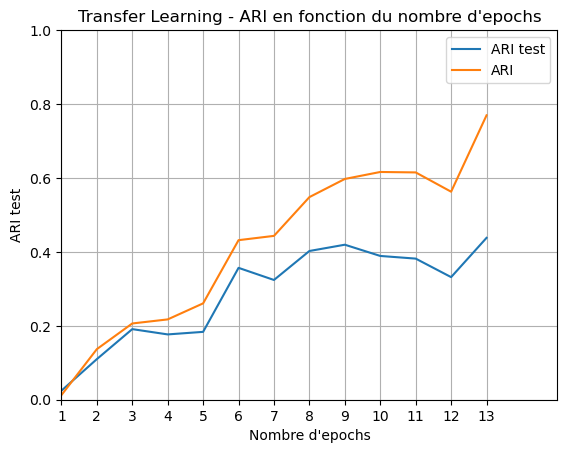 Transfer Learning - ARI en fonction du nombre d'epochs
ARI test
ARI
1.0
0.8
0.6
0.4
0.2
0.0
ARI test
1 2 3 4 5 6 7 8 9 10 11 12 13
Nombre d'epochs